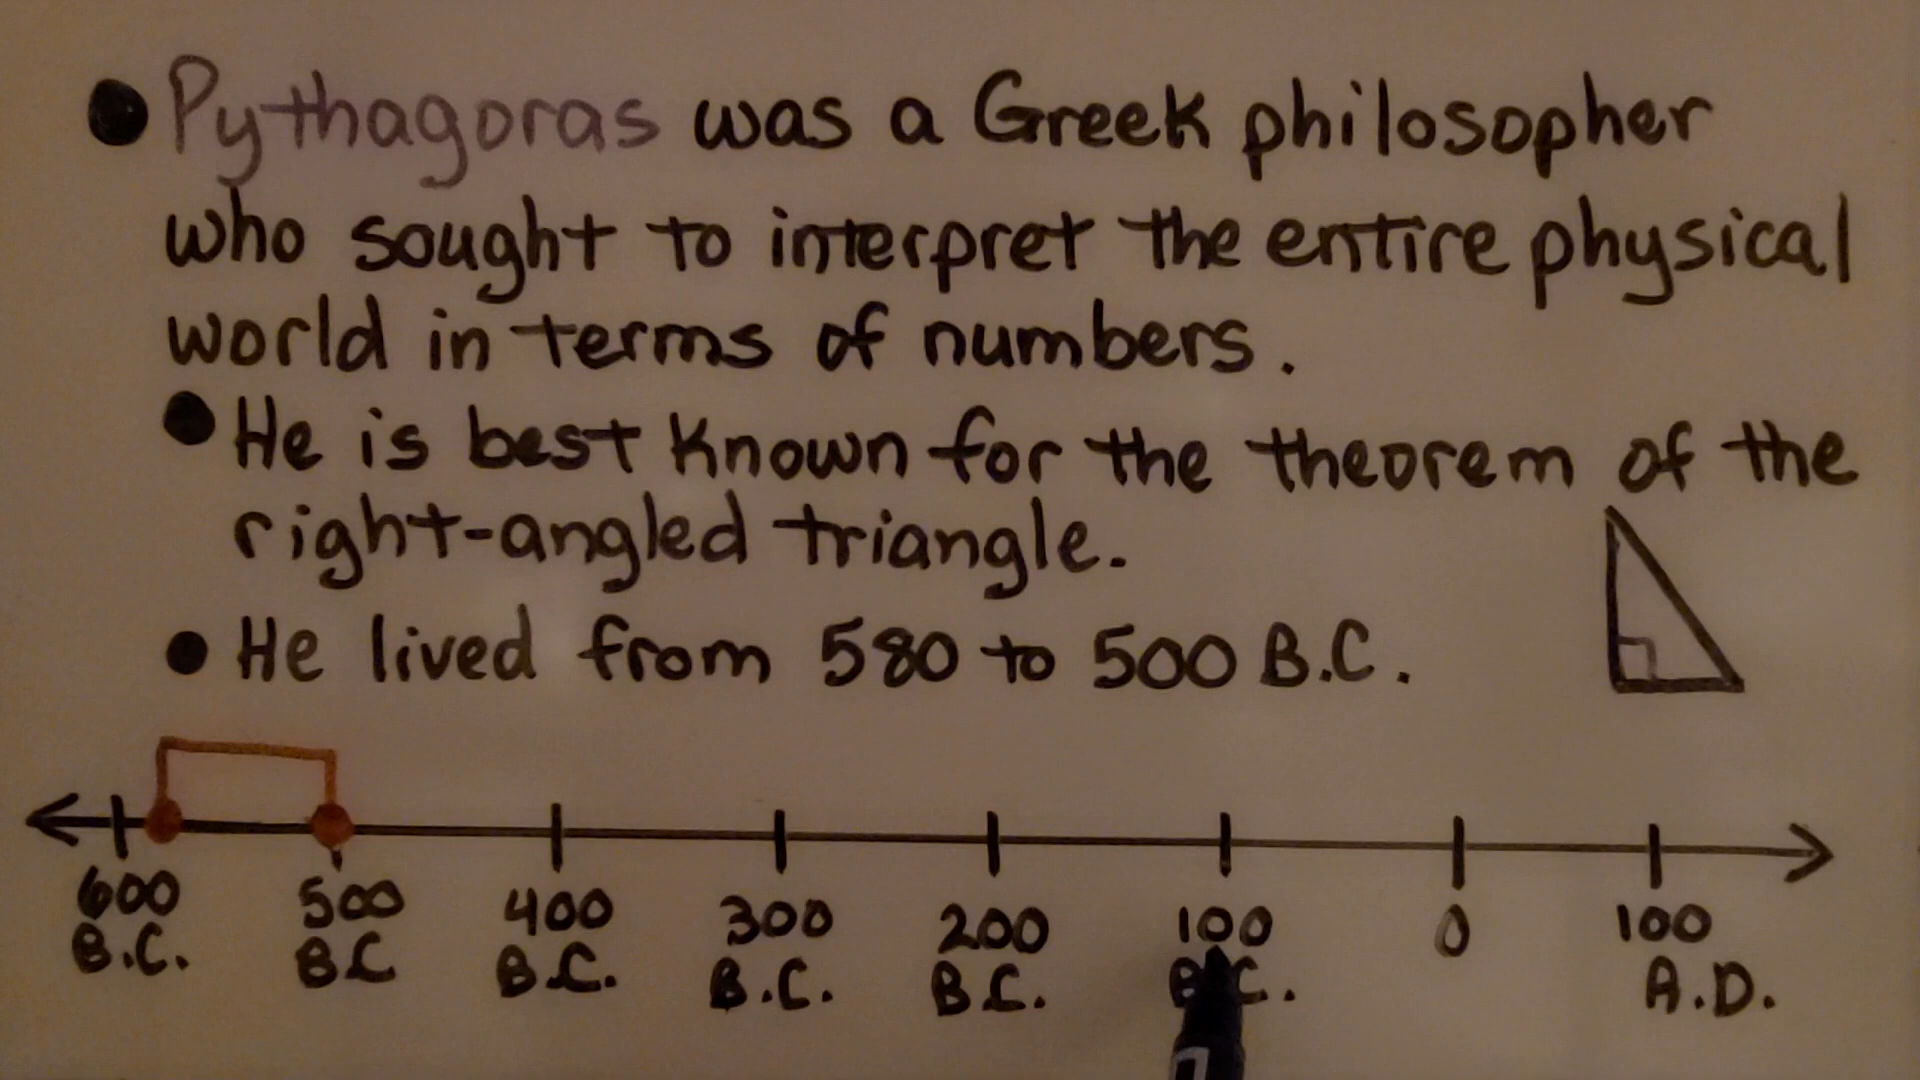 Pythagoras was a Greek philosopher
who sought to interpret the entire physical
world in terms of numbers.
He is best known for the theorem of the
right-angled triangle.
He lived from 580 to 500 B.C.
600 500 400 300 200 100 0 100
B.C. B.C B.C. B.C. B.C. B.C. A.D.